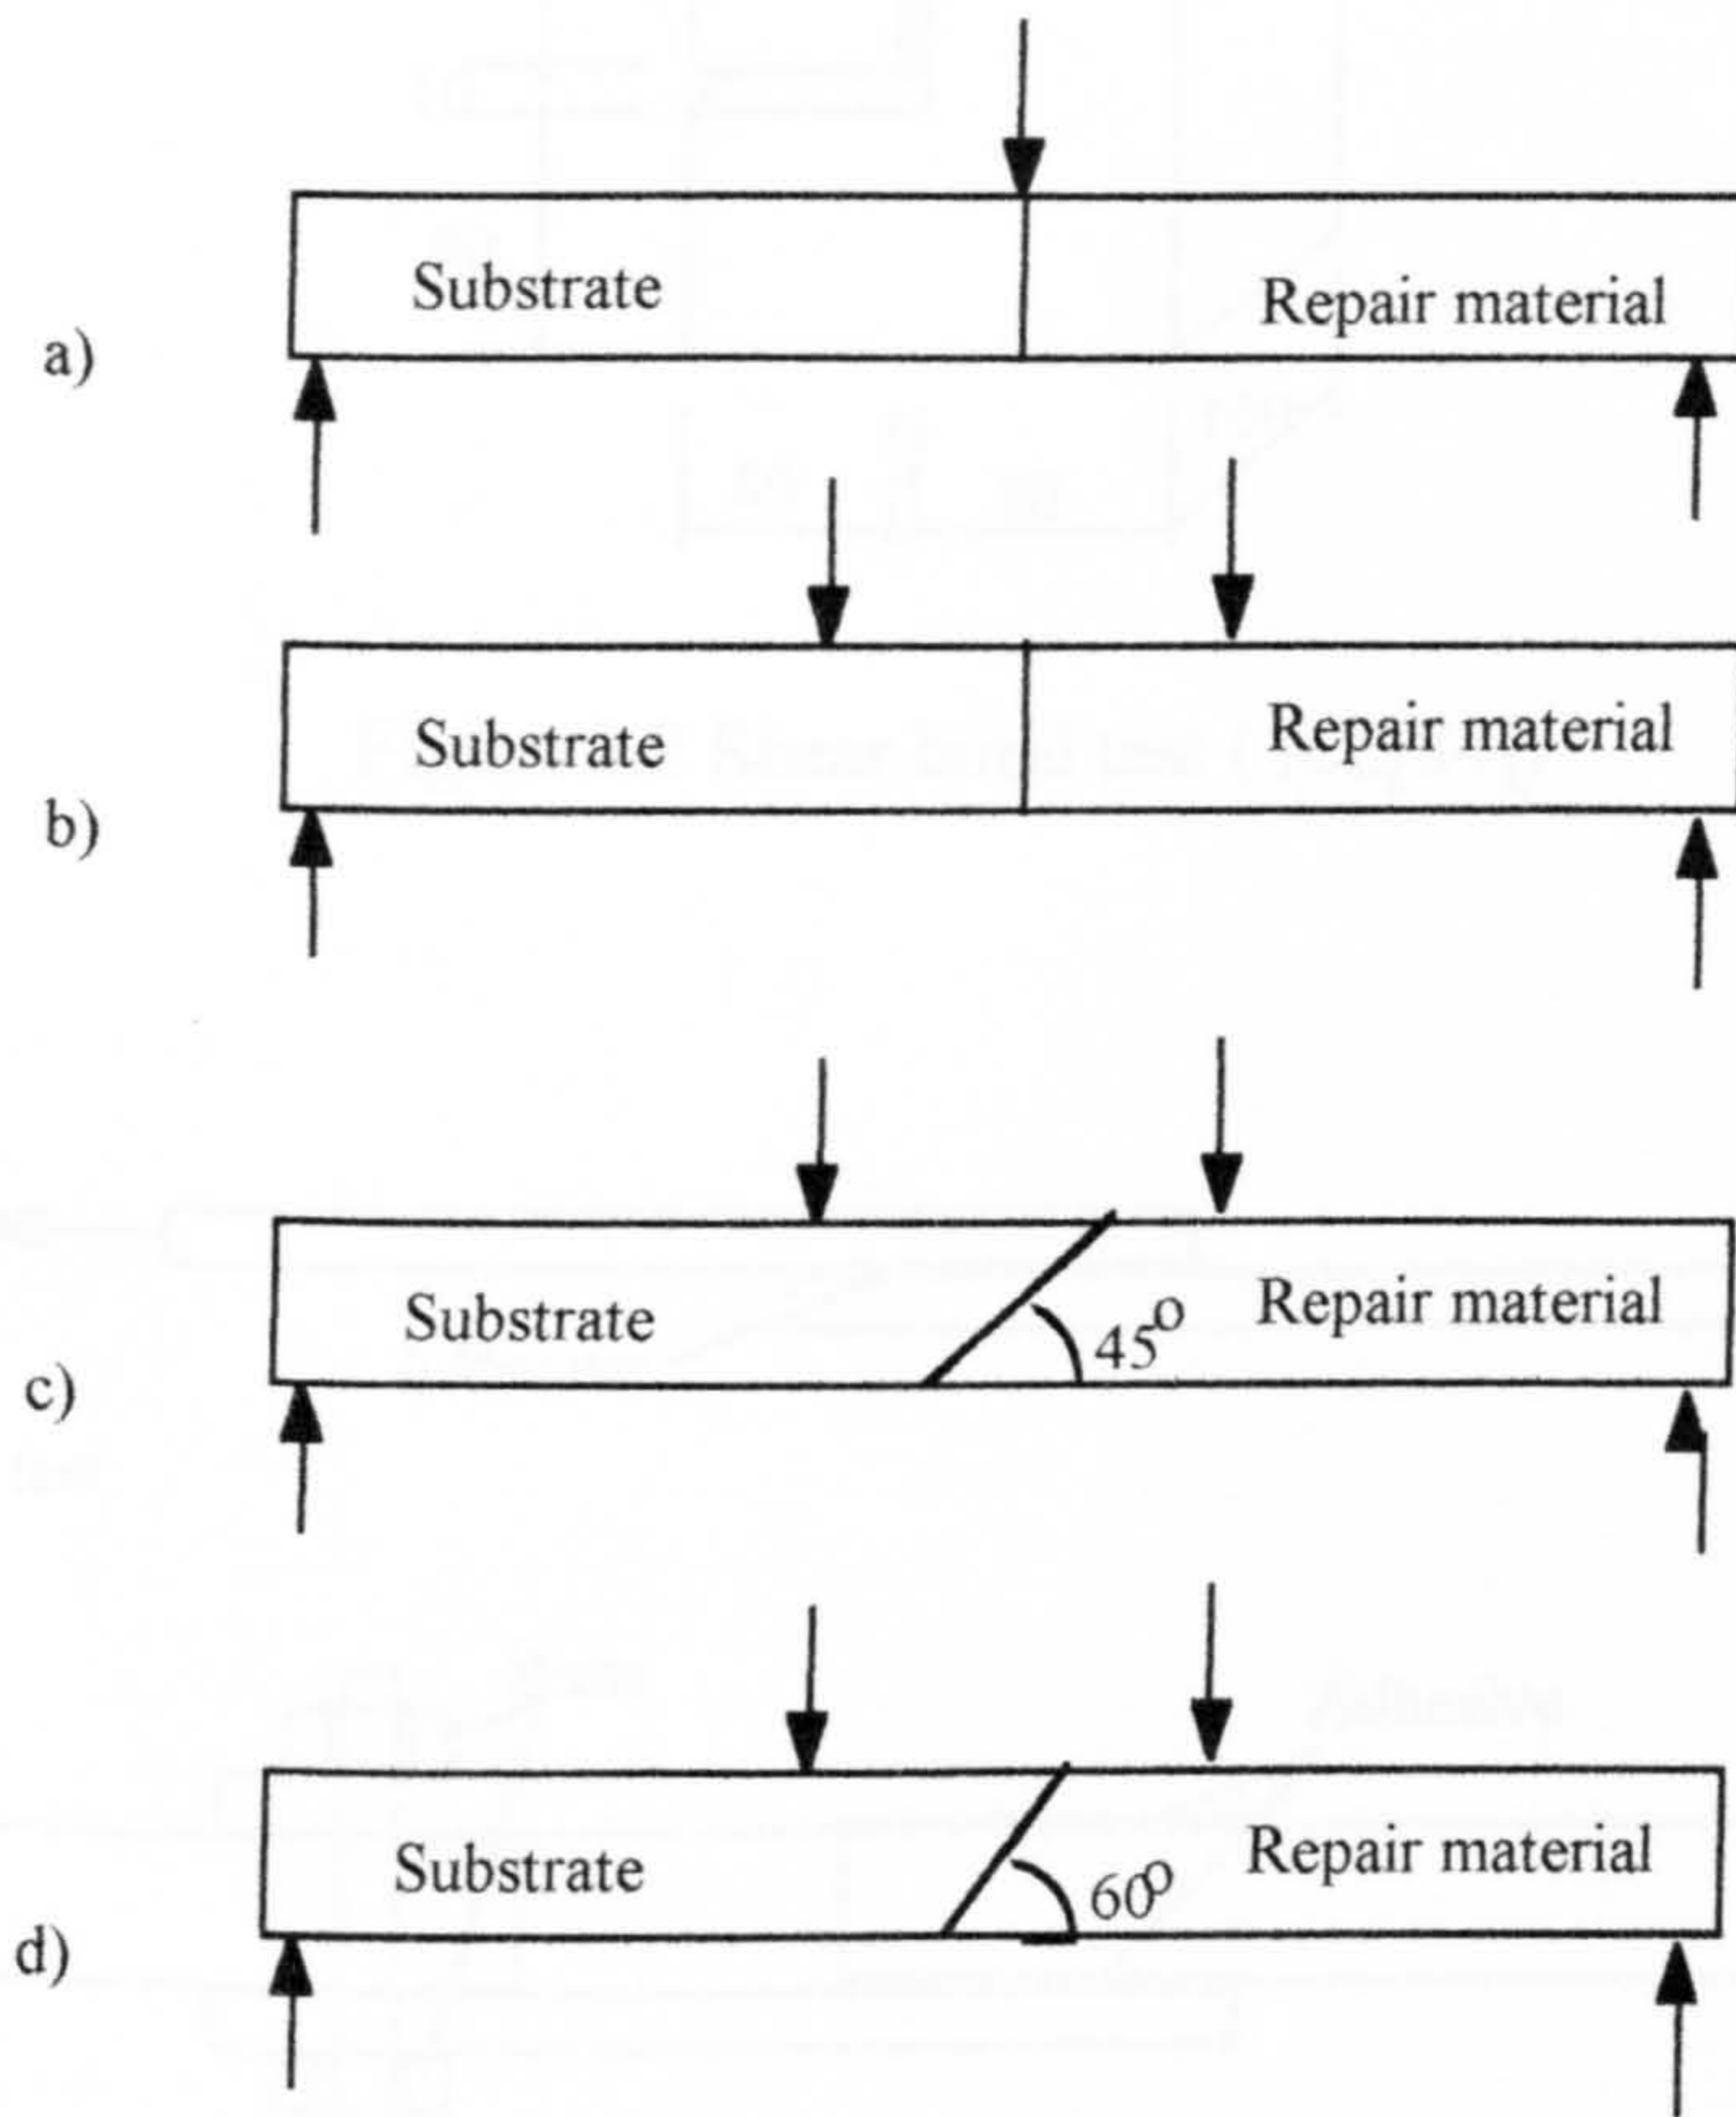 Substrate Repair material
a)
Substrate Repair material
b)
Substrate 45° Repair material
c)
Substrate 60° Repair material
d)